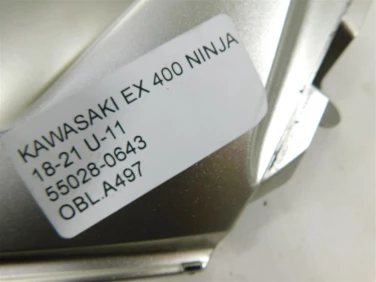 KAWASAKI EX 400 NINJA
18-21 U-11
55028-0643
OBL.A497